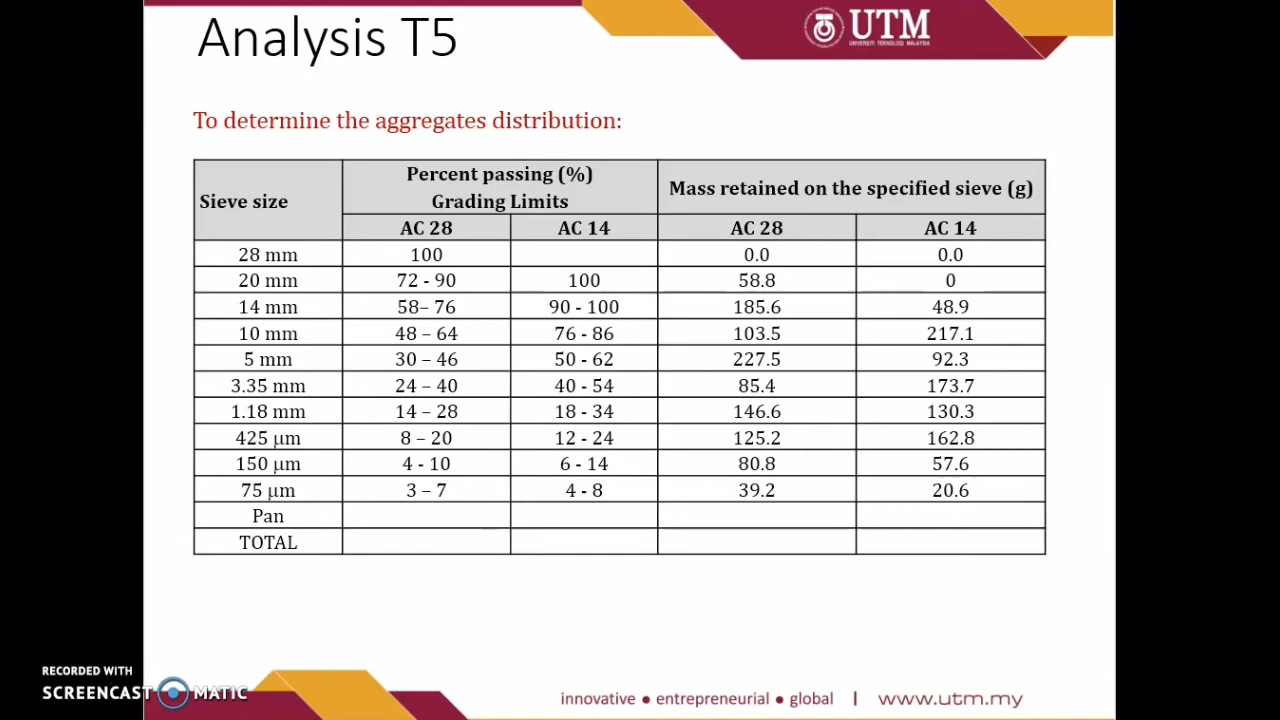 Analysis T5
UTM
UNIVERSITI TEKNOLOGI MALAYSIA
To determine the aggregates distribution:
Sieve size Percent passing (%) Grading Limits Mass retained on the specified sieve (g)
AC 28 AC 14 AC 28 AC 14
28 mm 100 0.0 0.0
20 mm 72 - 90 100 58.8 0
14 mm 58– 76 90 - 100 185.6 48.9
10 mm 48 – 64 76 - 86 103.5 217.1
5 mm 30 – 46 50 - 62 227.5 92.3
3.35 mm 24 – 40 40 - 54 85.4 173.7
1.18 mm 14 – 28 18 - 34 146.6 130.3
425 μm 8 – 20 12 - 24 125.2 162.8
150 μm 4 - 10 6 - 14 80.8 57.6
75 μm 3 – 7 4 - 8 39.2 20.6
Pan
TOTAL
RECORDED WITH
SCREENCAST MATIC
innovative ● entrepreneurial ● global | www.utm.my